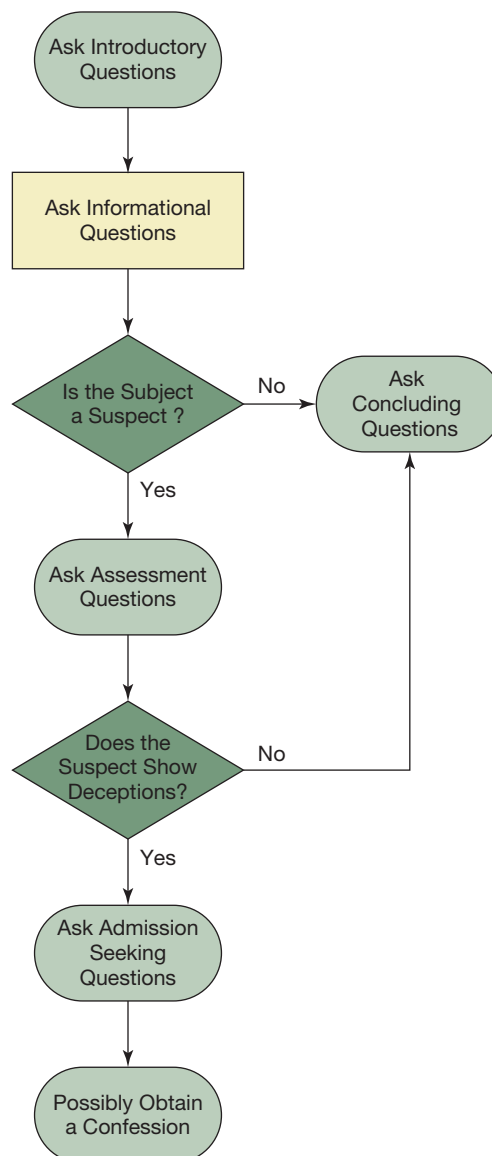 Ask Introductory
Questions
Ask Informational
Questions
Is the Subject
a Suspect ?
No
Ask
Concluding
Questions
Yes
Ask Assessment
Questions
Does the
Suspect Show
Deceptions?
No
Yes
Ask Admission
Seeking
Questions
Possibly Obtain
a Confession